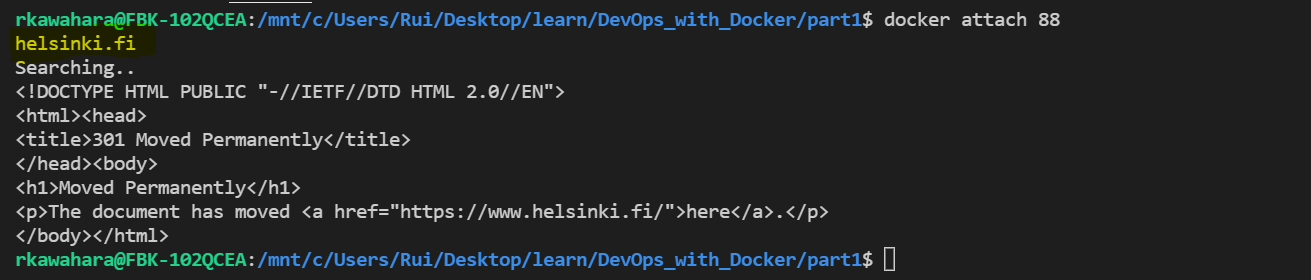 rkawahara@FBK-102QCEA:/mnt/c/Users/Rui/Desktop/learn/DevOps_with_Docker/part1$ docker attach 88
helsinki.fi
Searching..
<!DOCTYPE HTML PUBLIC "-//IETF//DTD HTML 2.0//EN">
<html><head>
<title>301 Moved Permanently</title>
</head><body>
<h1>Moved Permanently</h1>
<p>The document has moved <a href="https://www.helsinki.fi/">here</a>.</p>
</body></html>
rkawahara@FBK-102QCEA:/mnt/c/Users/Rui/Desktop/learn/DevOps_with_Docker/part1$